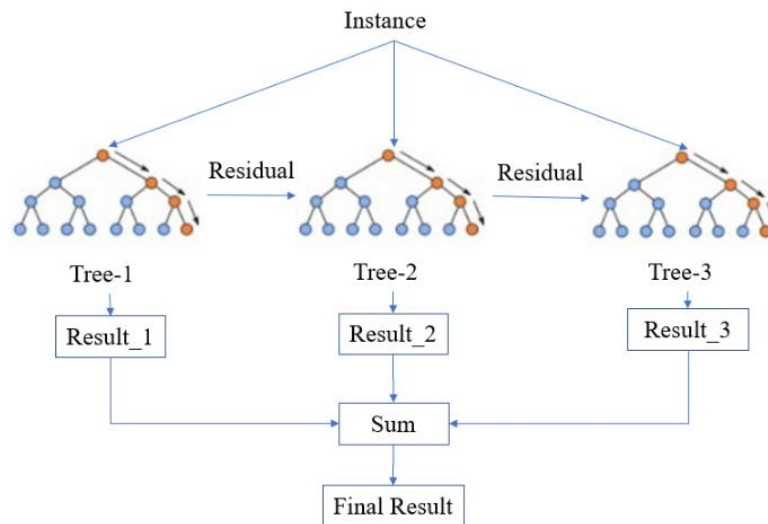 Instance
Residual
Residual
Tree-1
Tree-2
Tree-3
Result_1
Result_2
Result_3
Sum
Final Result